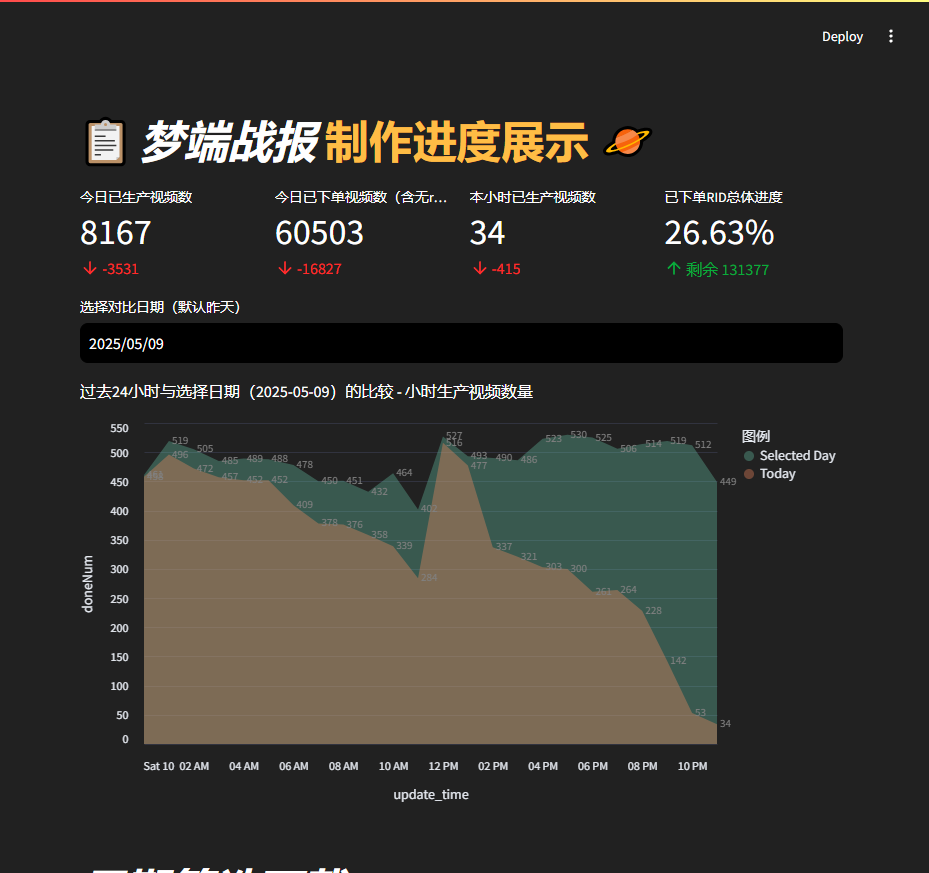 Deploy
梦端战报 制作进度展示
今日已生产视频数
8167
-3531
今日已下单视频数（含无r...
60503
-16827
本小时已生产视频数
34
-415
已下单RID总体进度
26.63%
剩余 131377
选择对比日期（默认昨天）
2025/05/09
过去24小时与选择日期（2025-05-09）的比较 - 小时生产视频数量
图例
Selected Day
Today
doneNum
550
500
450
400
350
300
250
200
150
100
50
0
519
505
485
489
488
478
450
451
432
464
527
493
490
486
523
530
525
506
514
519
512
449
496
472
457
452
452
409
378
376
358
339
284
516
477
337
321
303
300
261
264
228
142
53
34
Sat 10
02 AM
04 AM
06 AM
08 AM
10 AM
12 PM
02 PM
04 PM
06 PM
08 PM
10 PM
update_time